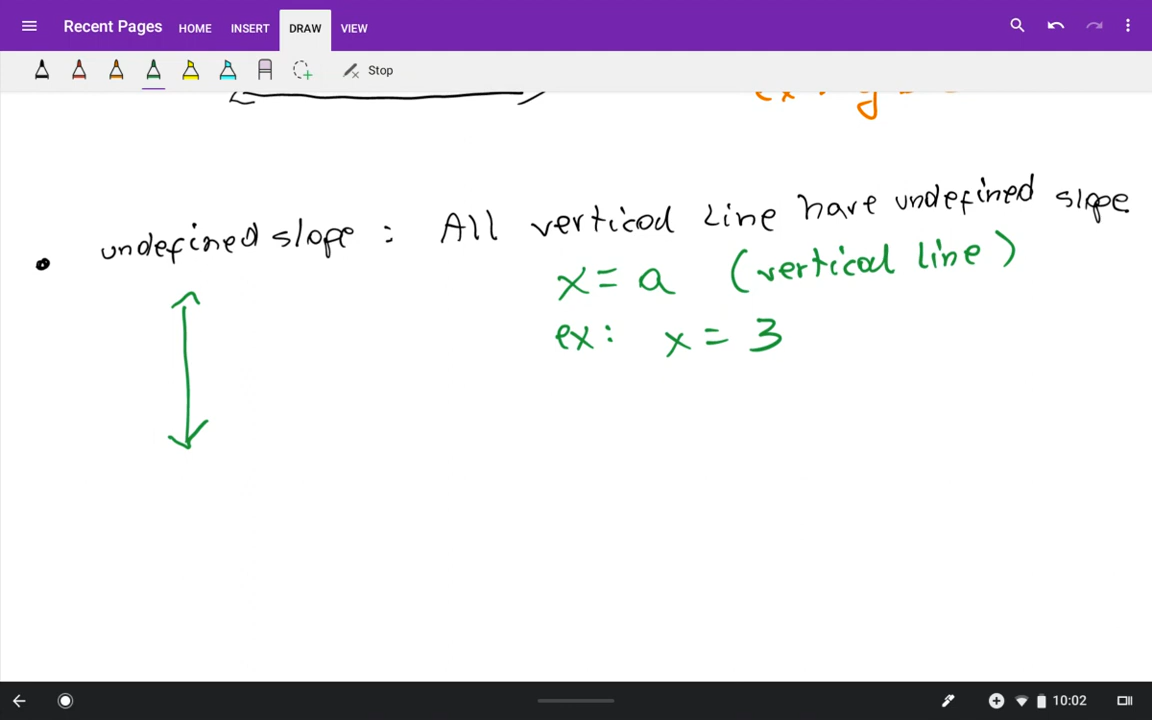 Recent Pages HOME INSERT DRAW VIEW
Stop
undefined slope : All vertical Line have undefined slope
x = a (vertical line)
ex: x = 3
10:02